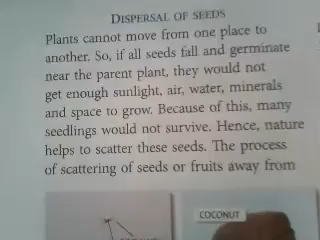 DISPERSAL OF SEEDS
Plants cannot move from one place to
another. So, if all seeds fall and germinate
near the parent plant, they would not
get enough sunlight, air, water, minerals
and space to grow. Because of this, many
seedlings would not survive. Hence, nature
helps to scatter these seeds. The process
of scattering of seeds or fruits away from
COCONUT